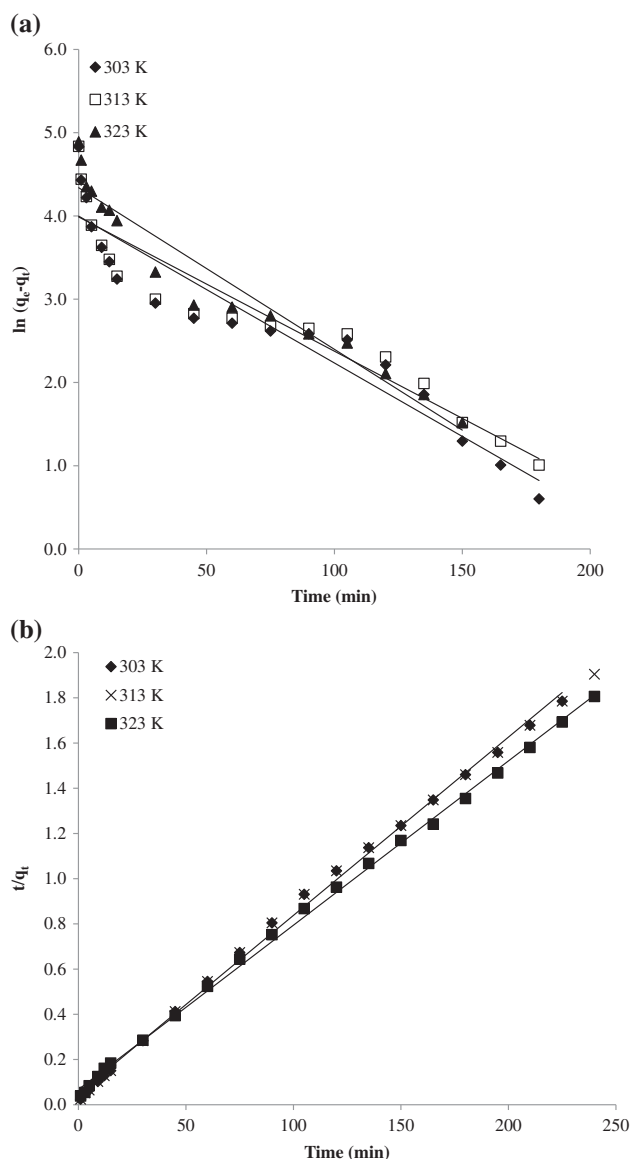 (a)
6.0
303 K
313 K
323 K
5.0
4.0
3.0
2.0
1.0
0.0
ln (qe-qt)
0 50 100 150 200
Time (min)
(b)
2.0
303 K
313 K
323 K
1.8
1.6
1.4
1.2
1.0
0.8
0.6
0.4
0.2
0.0
t/qt
0 50 100 150 200 250
Time (min)